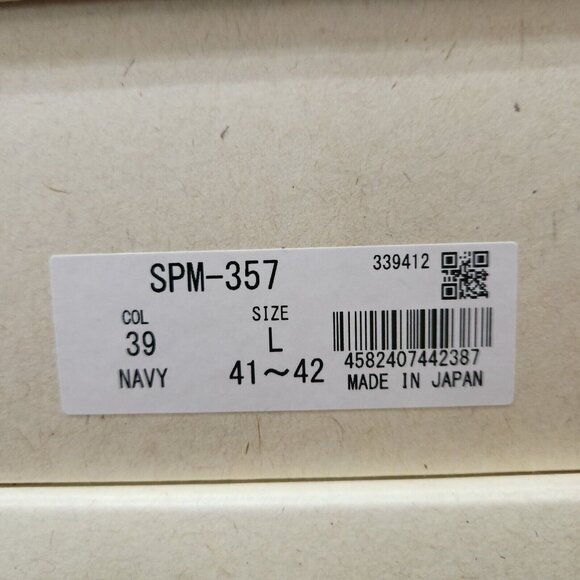 SPM-357
339412
COL
39
NAVY
SIZE
L
41～42
4582407442387
MADE IN JAPAN